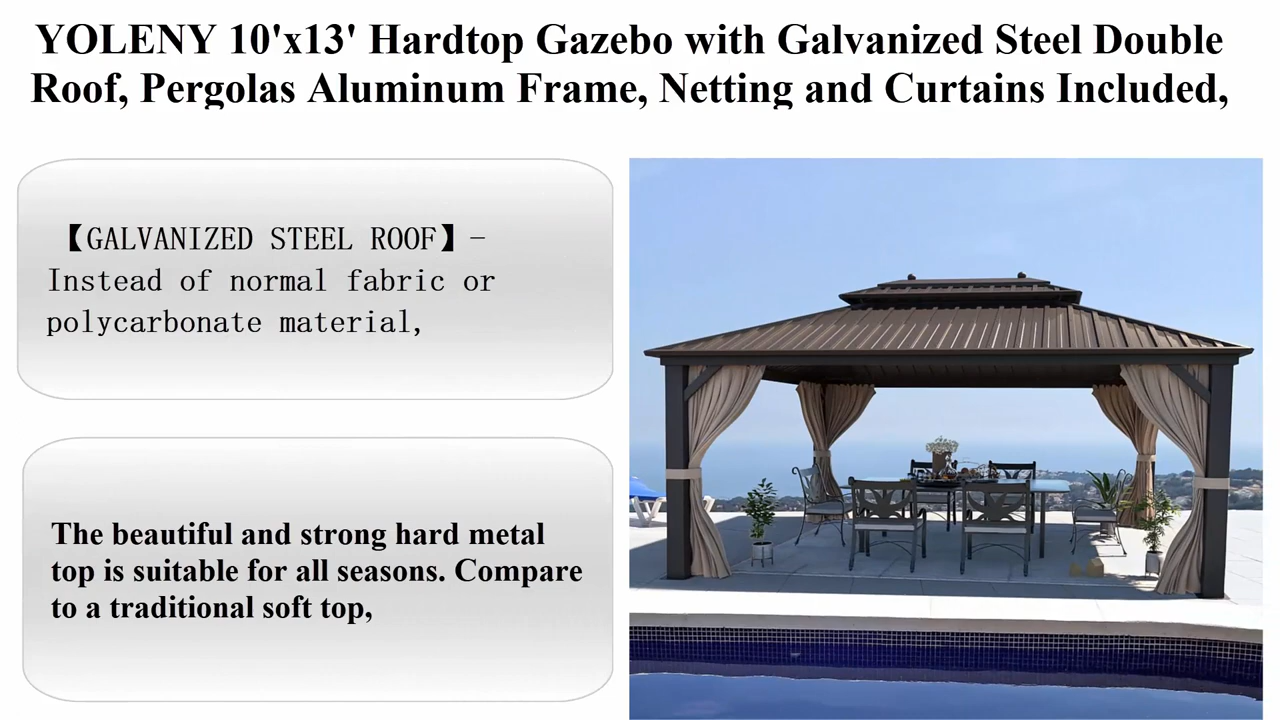 YOLENY 10'x13' Hardtop Gazebo with Galvanized Steel Double
Roof, Pergolas Aluminum Frame, Netting and Curtains Included,
【GALVANIZED STEEL ROOF】-
Instead of normal fabric or
polycarbonate material,
The beautiful and strong hard metal
top is suitable for all seasons. Compare
to a traditional soft top,